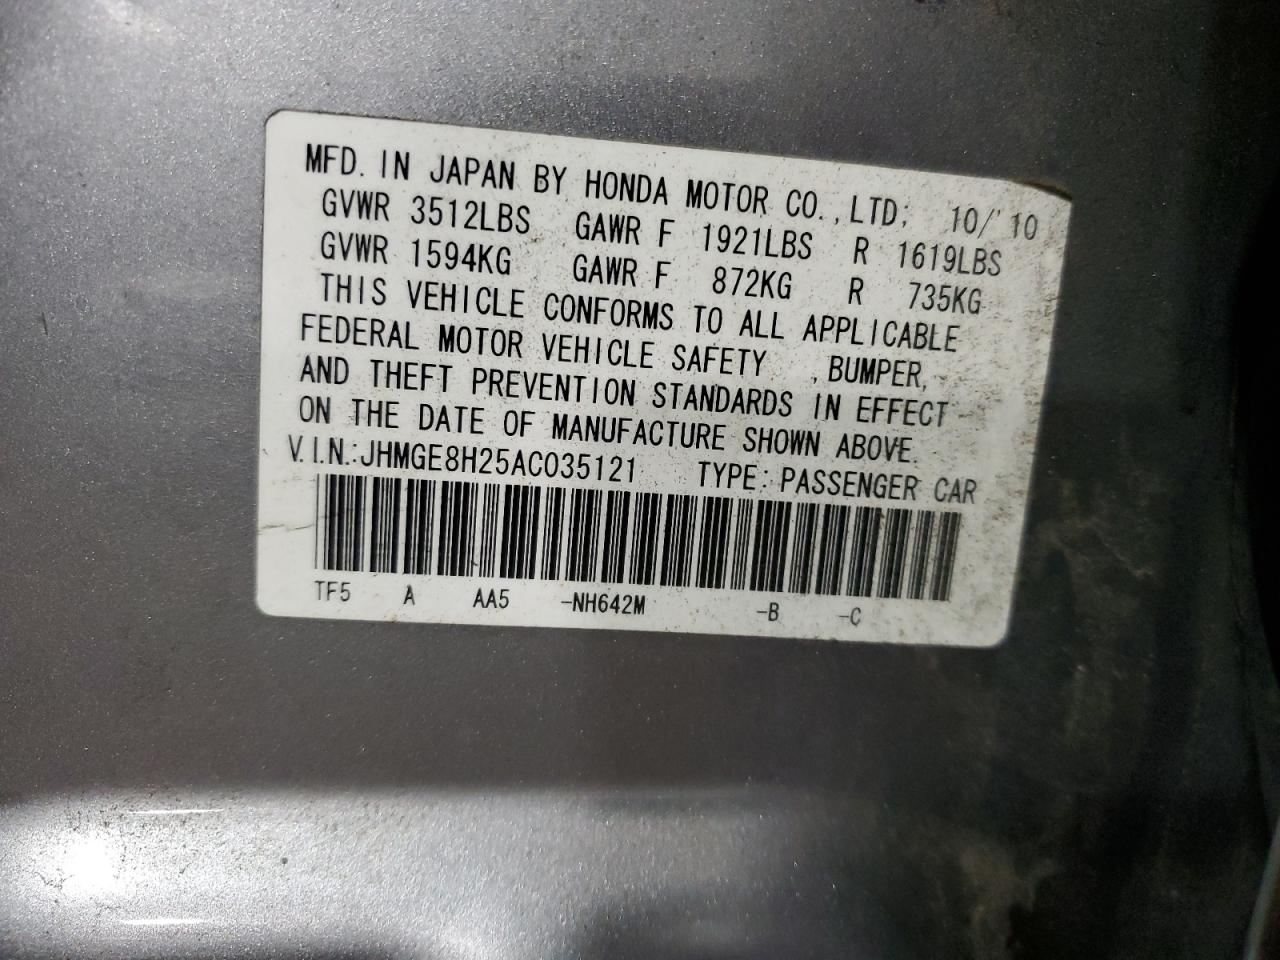 MFD. IN JAPAN BY HONDA MOTOR CO., LTD; 10/'10
GVWR 3512LBS GAWR F 1921LBS R 1619LBS
GVWR 1594KG GAWR F 872KG R 735KG
THIS VEHICLE CONFORMS TO ALL APPLICABLE
FEDERAL MOTOR VEHICLE SAFETY , BUMPER,
AND THEFT PREVENTION STANDARDS IN EFFECT
ON THE DATE OF MANUFACTURE SHOWN ABOVE.
V.I.N.:JHMGE8H25AC035121 TYPE: PASSENGER CAR
TF5 A AA5 -NH642M -B -C